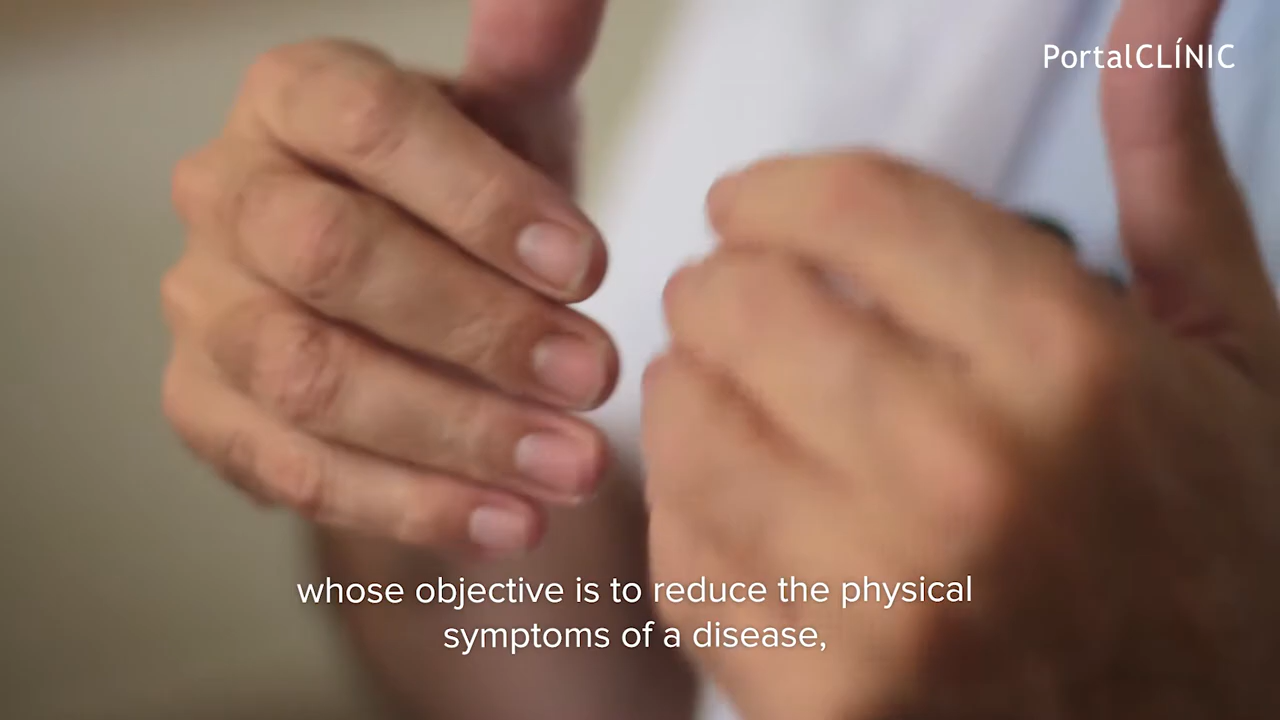 PortalCLÍNIC
whose objective is to reduce the physical
symptoms of a disease,